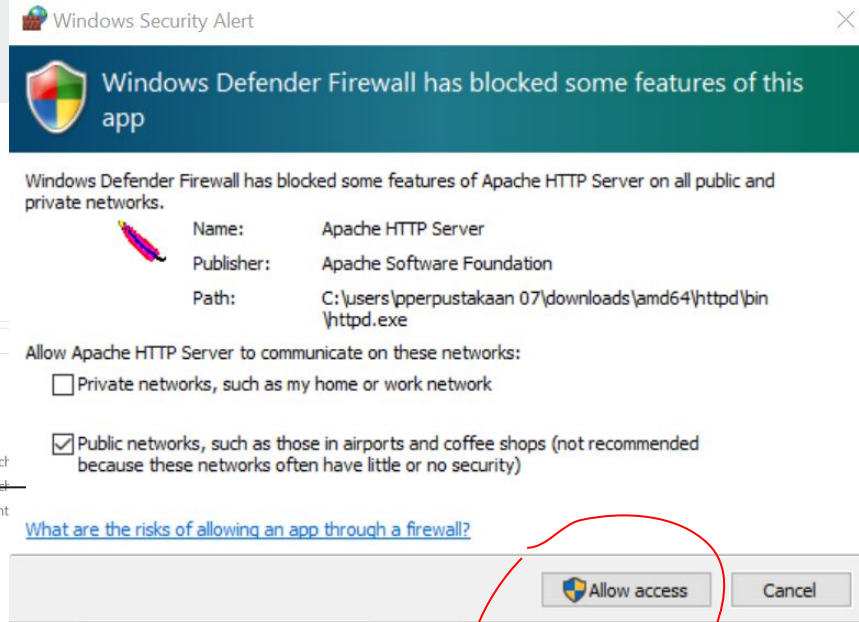 Windows Security Alert
Windows Defender Firewall has blocked some features of this
app
Windows Defender Firewall has blocked some features of Apache HTTP Server on all public and
private networks.
Name: Apache HTTP Server
Publisher: Apache Software Foundation
Path: C:\users\pperpustakaan 07\downloads\amd64\httpd\bin
\httpd.exe
Allow Apache HTTP Server to communicate on these networks:
Private networks, such as my home or work network
Public networks, such as those in airports and coffee shops (not recommended
because these networks often have little or no security)
What are the risks of allowing an app through a firewall?
Allow access Cancel